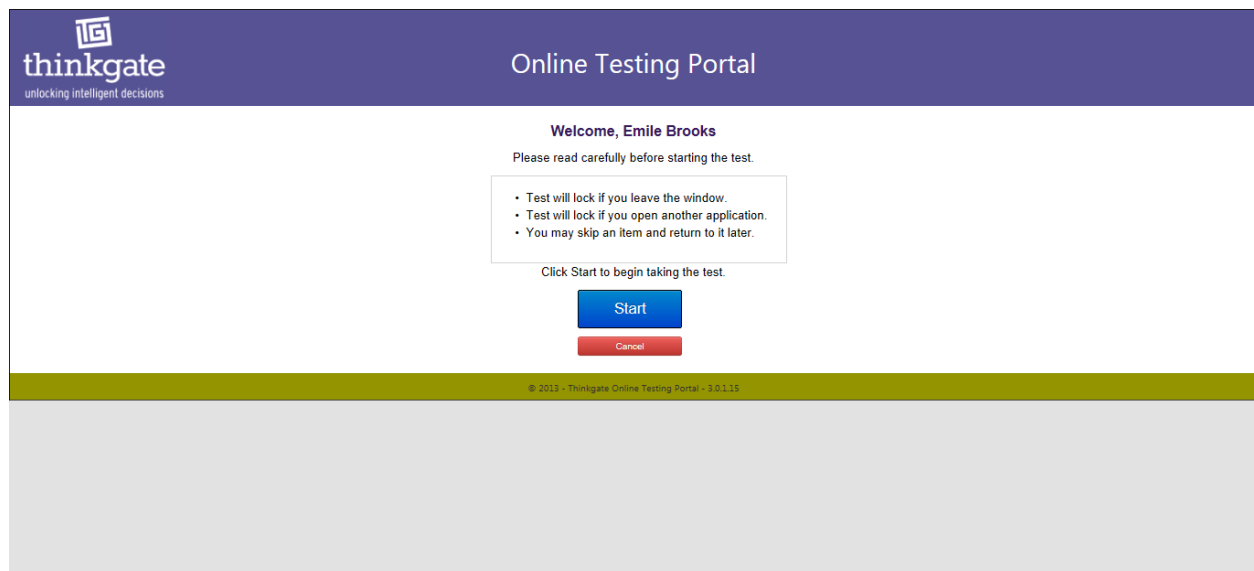 TG
thinkgate
unlocking intelligent decisions
Online Testing Portal
Welcome, Emile Brooks
Please read carefully before starting the test.
• Test will lock if you leave the window.
• Test will lock if you open another application.
• You may skip an item and return to it later.
Click Start to begin taking the test.
Start
Cancel
© 2013 - Thinkgate Online Testing Portal - 3.0.1.15